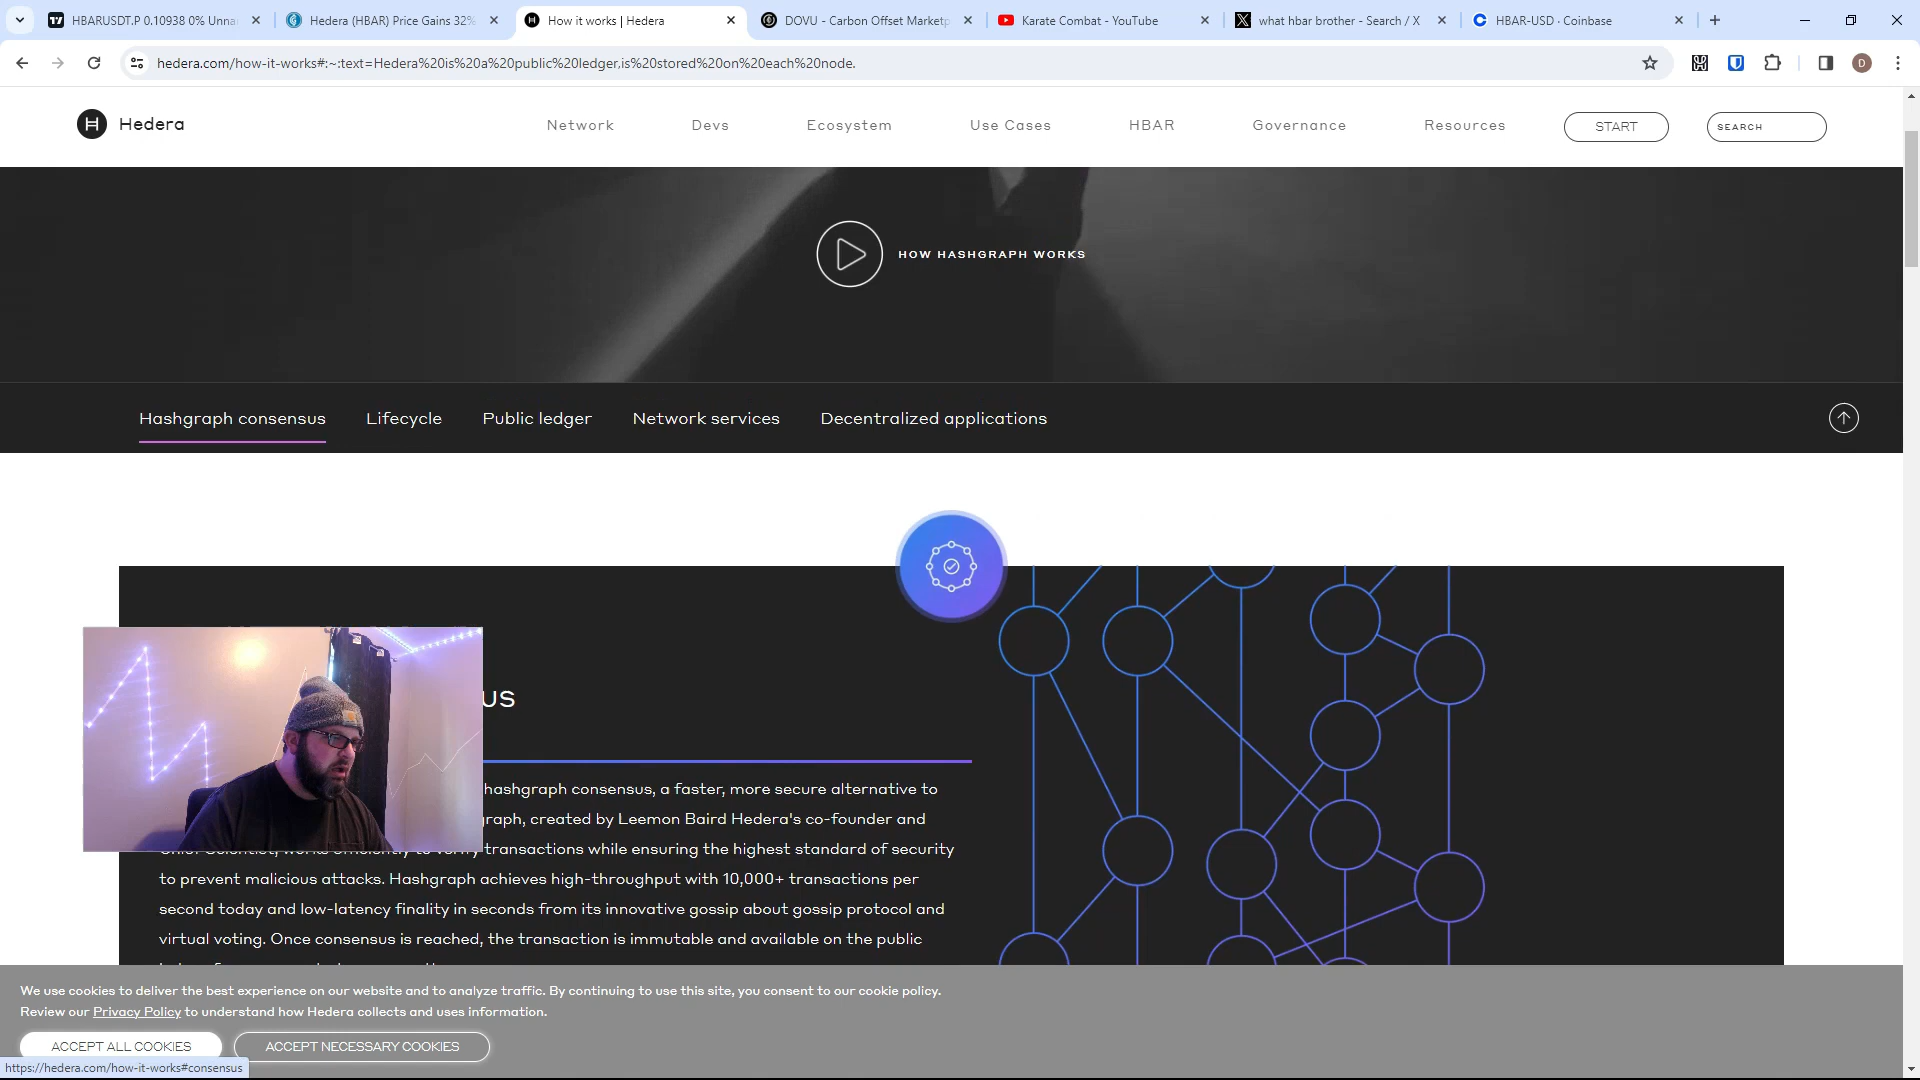 HBARUSDT.P 0.10938 0% Unna
Hedera (HBAR) Price Gains 32%
How it works | Hedera
DOVU - Carbon Offset Marketp
Karate Combat - YouTube
what hbar brother - Search / X
HBAR-USD · Coinbase
hedera.com/how-it-works#:~:text=Hedera%20is%20a%20public%20ledger,is%20stored%20on%20each%20node.
D
H Hedera
Network
Devs
Ecosystem
Use Cases
HBAR
Governance
Resources
START
SEARCH
HOW HASHGRAPH WORKS
Hashgraph consensus
Lifecycle
Public ledger
Network services
Decentralized applications
us
hashgraph consensus, a faster, more secure alternative to
graph, created by Leemon Baird Hedera's co-founder and
Chief Scientist, works efficiently to verify transactions while ensuring the highest standard of security
to prevent malicious attacks. Hashgraph achieves high-throughput with 10,000+ transactions per
second today and low-latency finality in seconds from its innovative gossip about gossip protocol and
virtual voting. Once consensus is reached, the transaction is immutable and available on the public
We use cookies to deliver the best experience on our website and to analyze traffic. By continuing to use this site, you consent to our cookie policy.
Review our Privacy Policy to understand how Hedera collects and uses information.
ACCEPT ALL COOKIES
ACCEPT NECESSARY COOKIES
https://hedera.com/how-it-works#consensus